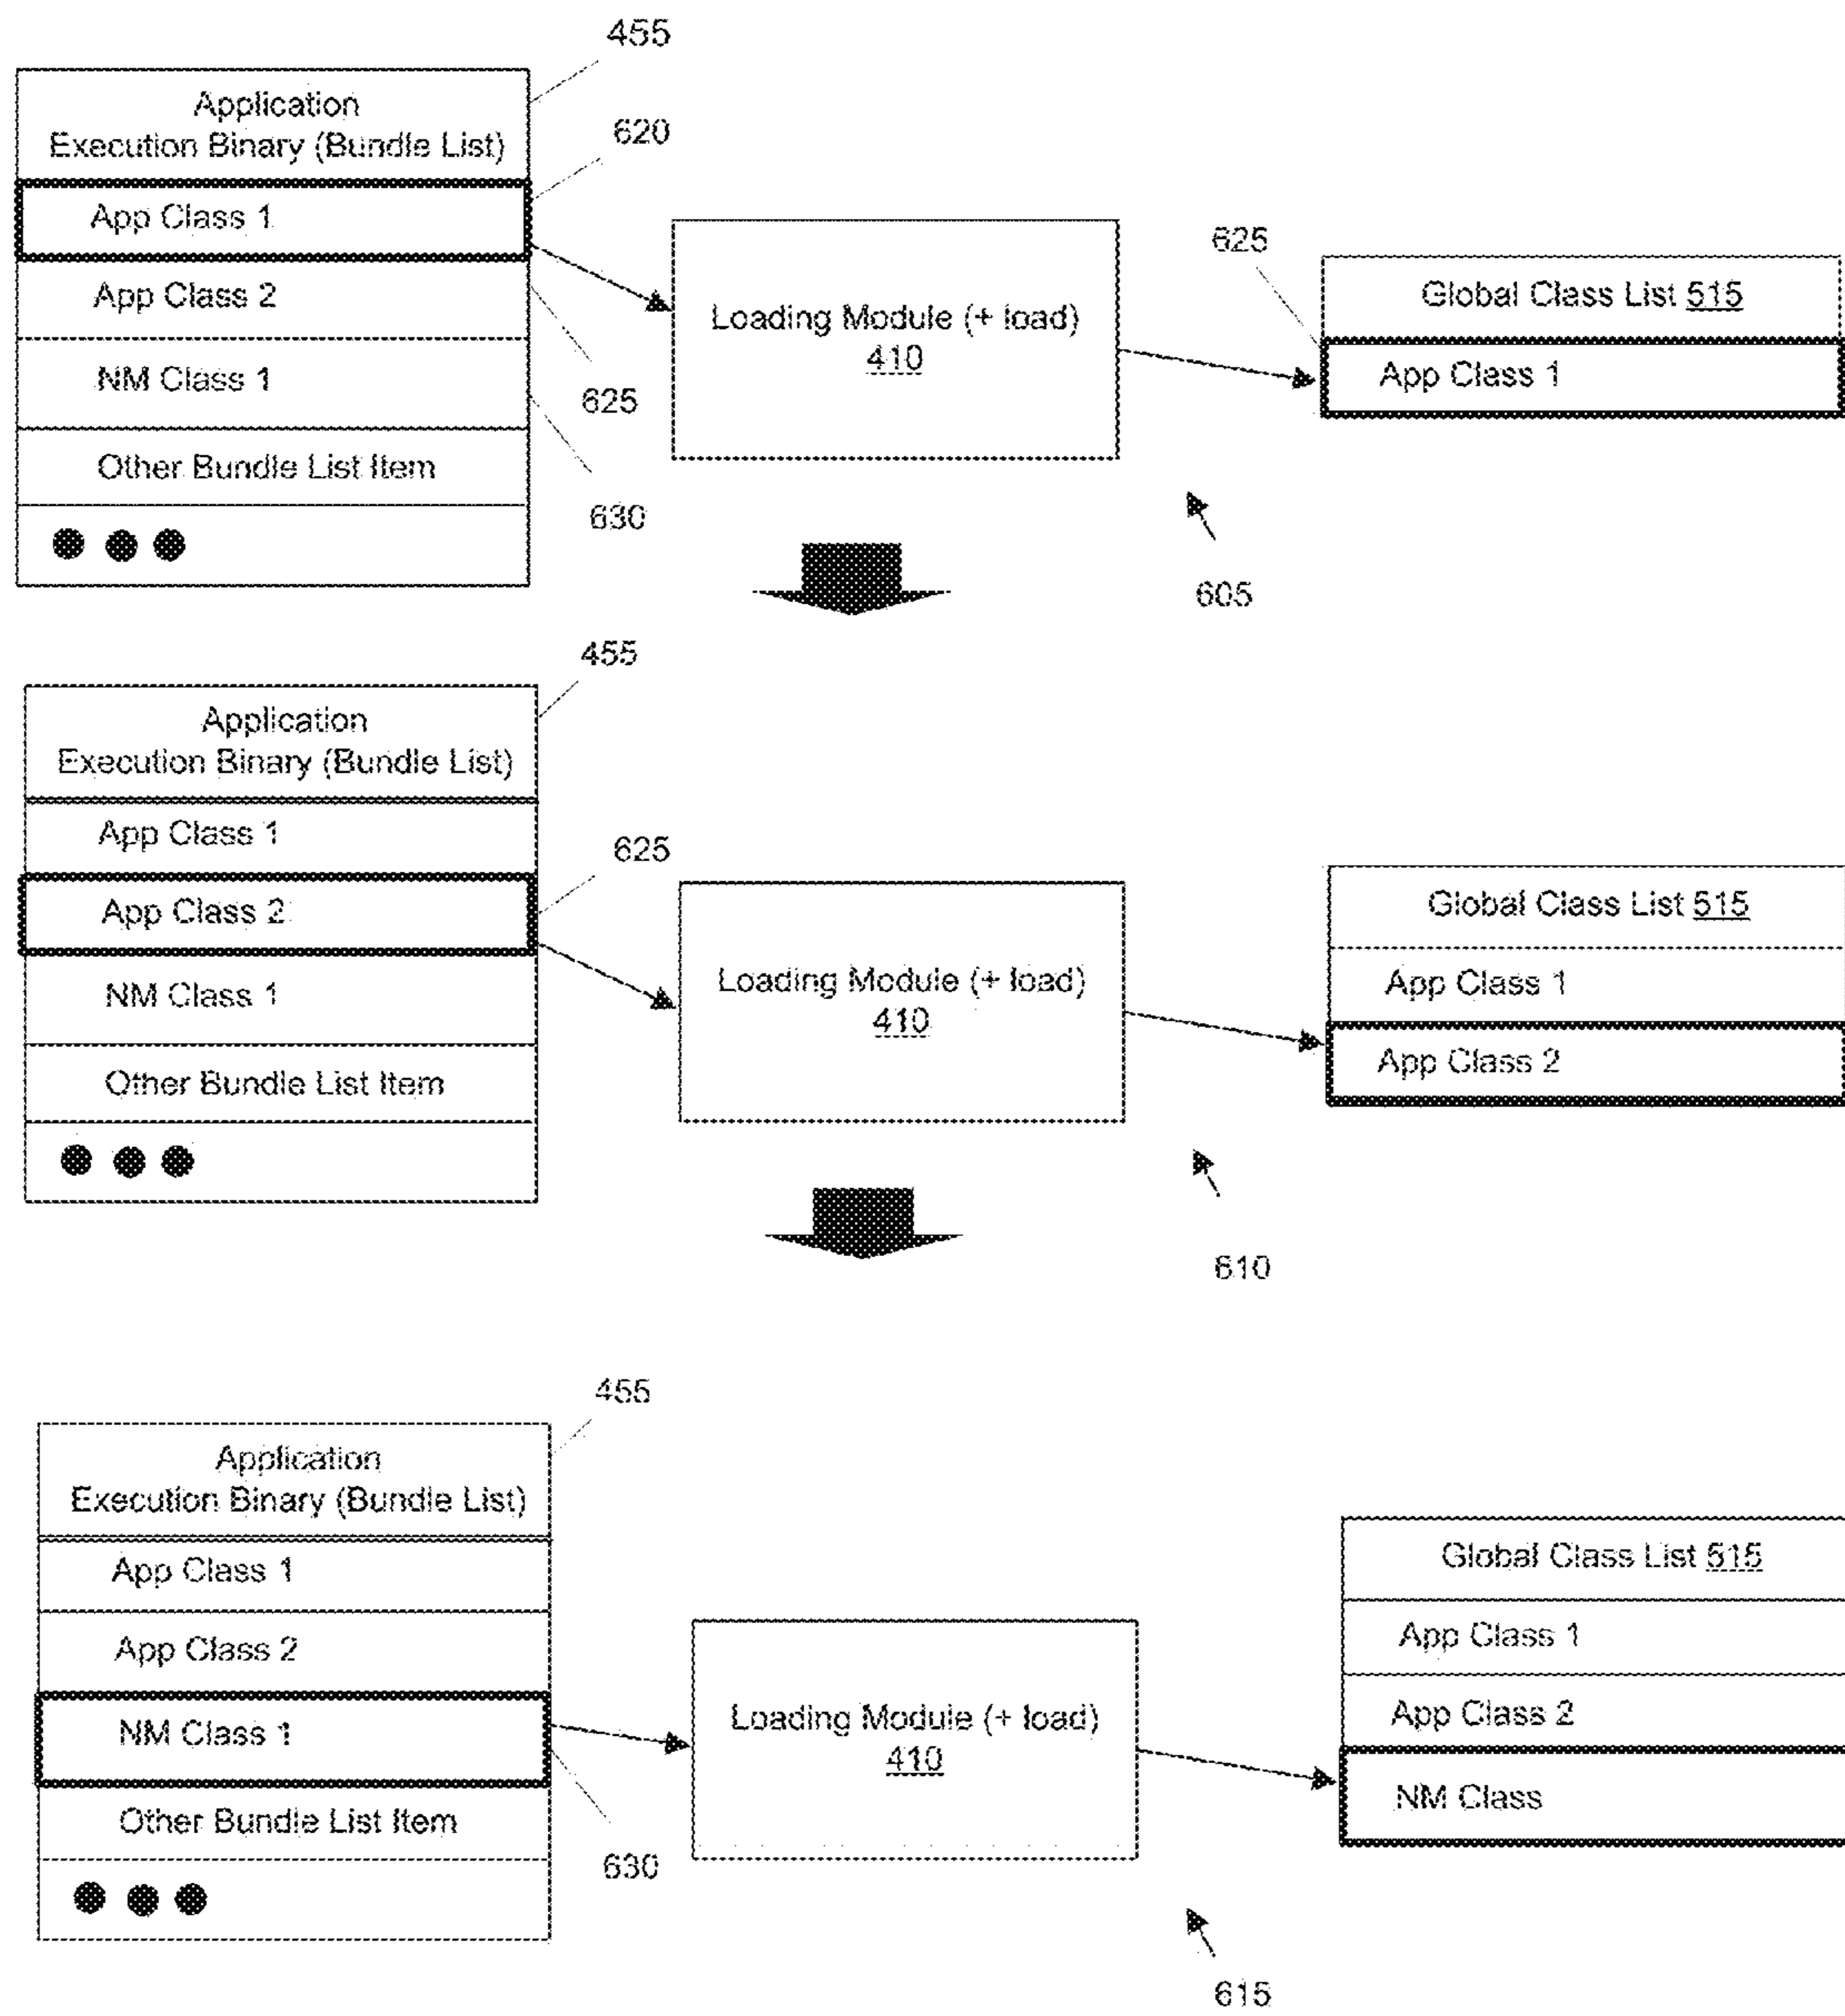 455
Application
Execution Binary (Bundle List)
620
App Class 1
625
Global Class List 515
App Class 2
Loading Module (+ load)
410
App Class 1
NM Class 1
625
Other Bundle List Item
630
605
455
Application
Execution Binary (Bundle List)
App Class 1
625
App Class 2
Global Class List 515
NM Class 1
Loading Module (+ load)
410
App Class 1
App Class 2
Other Bundle List Item
610
455
Application
Execution Binary (Bundle List)
App Class 1
Global Class List 515
App Class 2
App Class 1
NM Class 1
Loading Module (+ load)
410
App Class 2
NM Class
Other Bundle List Item
630
615